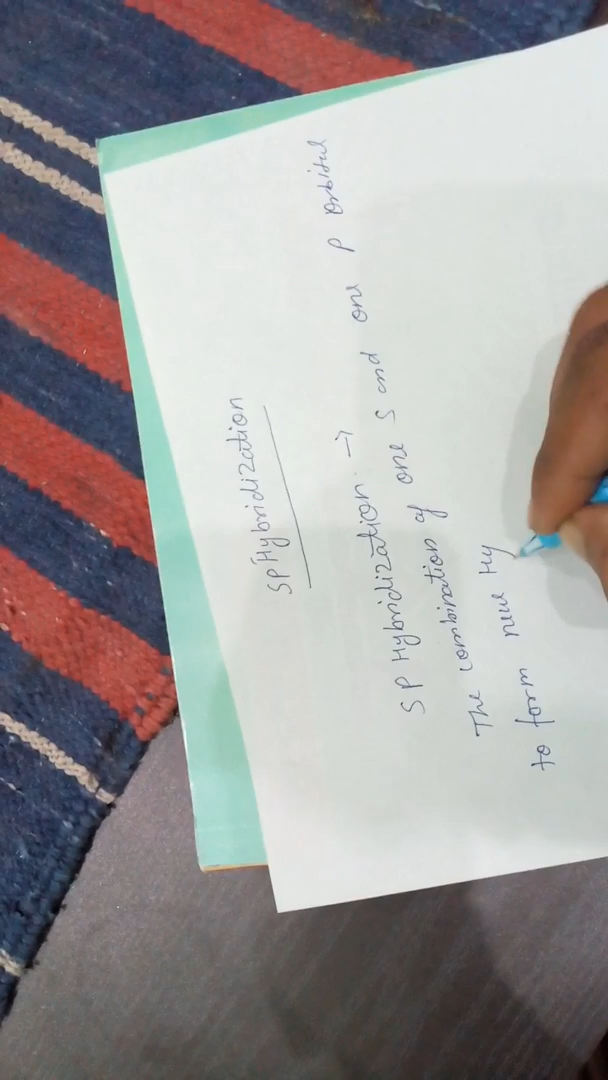 SP Hybridization
SP Hybridization. →
The combination of one S and one P orbital
to form new Hy